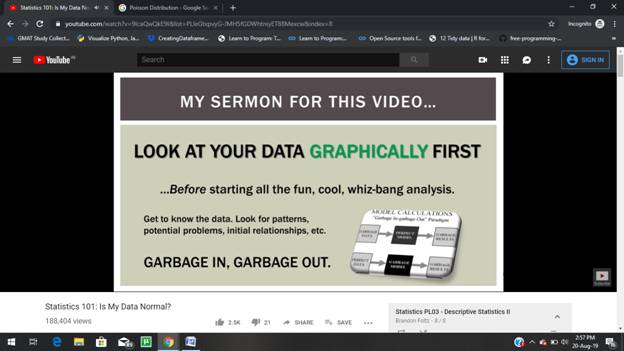 Statistics 101: Is My Data No
Poisson Distribution - Google Se
youtube.com/watch?v=9IcaQwQkE9I&list=PLIeGtxpvyG-JMH5fGDWhtnxyET88Mexcw&index=8
Incognito
GMAT Study Collect...
Visualize Python, Ja...
CreatingDataframe...
Learn to Program: T...
Learn to Program...
Open Source tools f...
12 Tidy data | R for...
free-programming-...
YouTube
Search
SIGN IN
MY SERMON FOR THIS VIDEO…
LOOK AT YOUR DATA GRAPHICALLY FIRST
…Before starting all the fun, cool, whiz-bang analysis.
Get to know the data. Look for patterns,
potential problems, initial relationships, etc.
GARBAGE IN, GARBAGE OUT.
MODEL CALCULATIONS
"Garbage in-garbage Out" Paradigm
GARBAGE DATA
PERFECT MODEL
GARBAGE RESULTS
PERFECT DATA
GARBAGE MODEL
GARBAGE RESULTS
Statistics 101: Is My Data Normal?
188,404 views
2.5K
21
SHARE
SAVE
Statistics PL03 - Descriptive Statistics II
Brandon Foltz - 8 / 8
2:57 PM
20-Aug-19